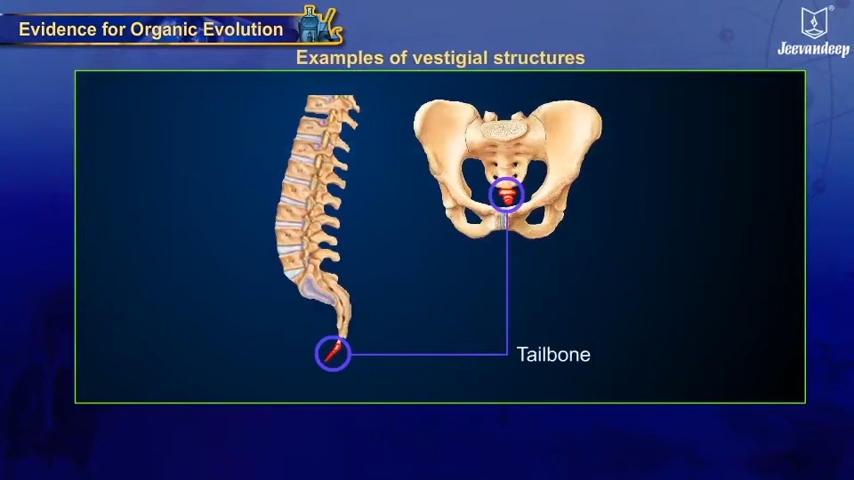 Evidence for Organic Evolution
Jeevandeep
Examples of vestigial structures
Tailbone